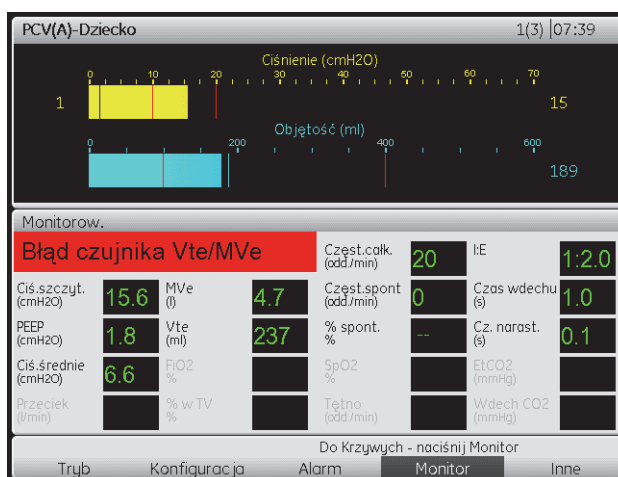 PCV(A)-Dziecko 1(3) 07:39
Ciśnienie (cmH2O)
0 10 20 30 40 50 60 70
1 15
Objętość (ml)
0 200 400 600
189
Monitorow.
Błąd czujnika Vte/MVe
Częst.całk. (odd./min) 20 I:E 1:2.0
Ciś.szczyt. (cmH2O) 15.6 MVe (l) 4.7 Częst.spont (odd./min) 0 Czas wdechu (s) 1.0
PEEP (cmH2O) 1.8 Vte (ml) 237 % spont. % -- Cz. narast. (s) 0.1
Ciś.średnie (cmH2O) 6.6 FiO2 % SpO2 % EtCO2 (mmHg)
Przeciek (l/min) % w TV % Tętno (odd./min) Wdech CO2 (mmHg)
Do Krzywych - naciśnij Monitor
Tryb Konfiguracja Alarm Monitor Inne